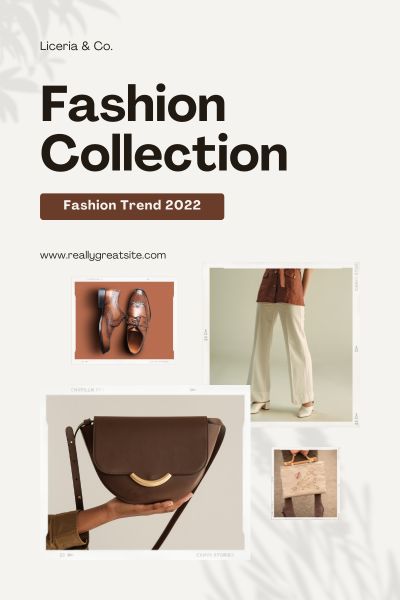 Liceria & Co.
Fashion
Collection
Fashion Trend 2022
www.reallygreatsite.com